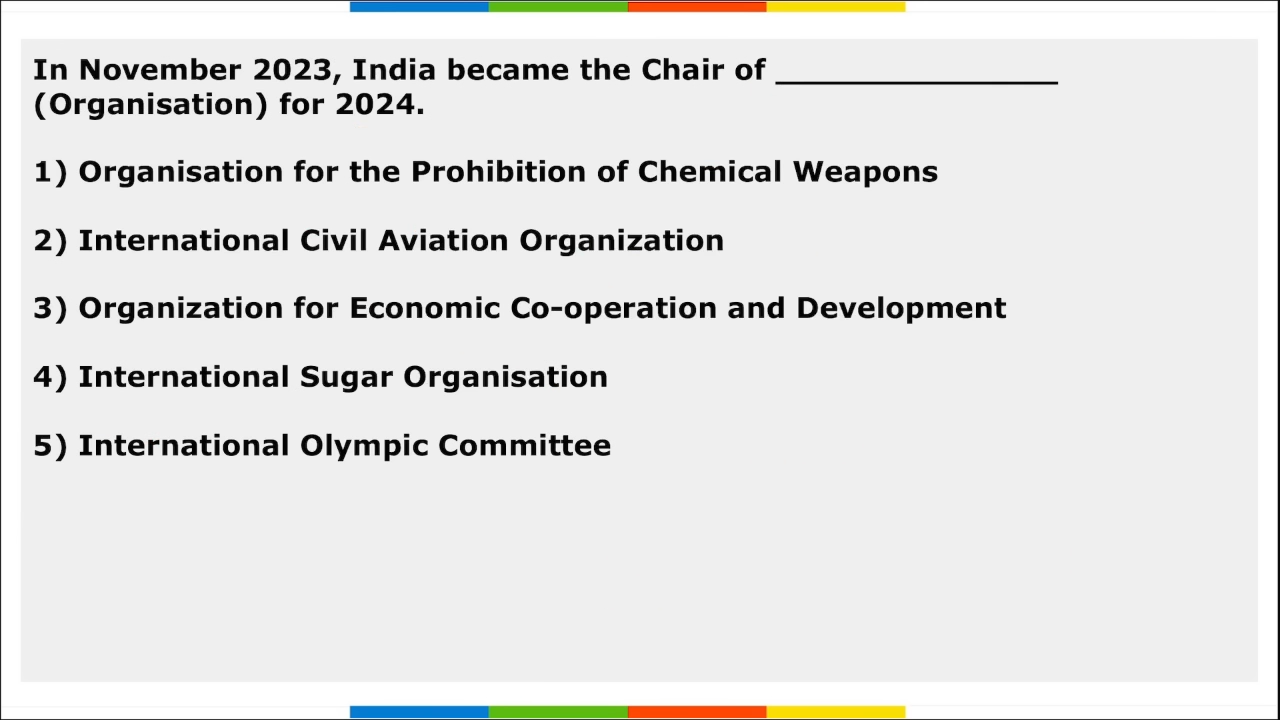 In November 2023, India became the Chair of _________________
(Organisation) for 2024.
1) Organisation for the Prohibition of Chemical Weapons
2) International Civil Aviation Organization
3) Organization for Economic Co-operation and Development
4) International Sugar Organisation
5) International Olympic Committee